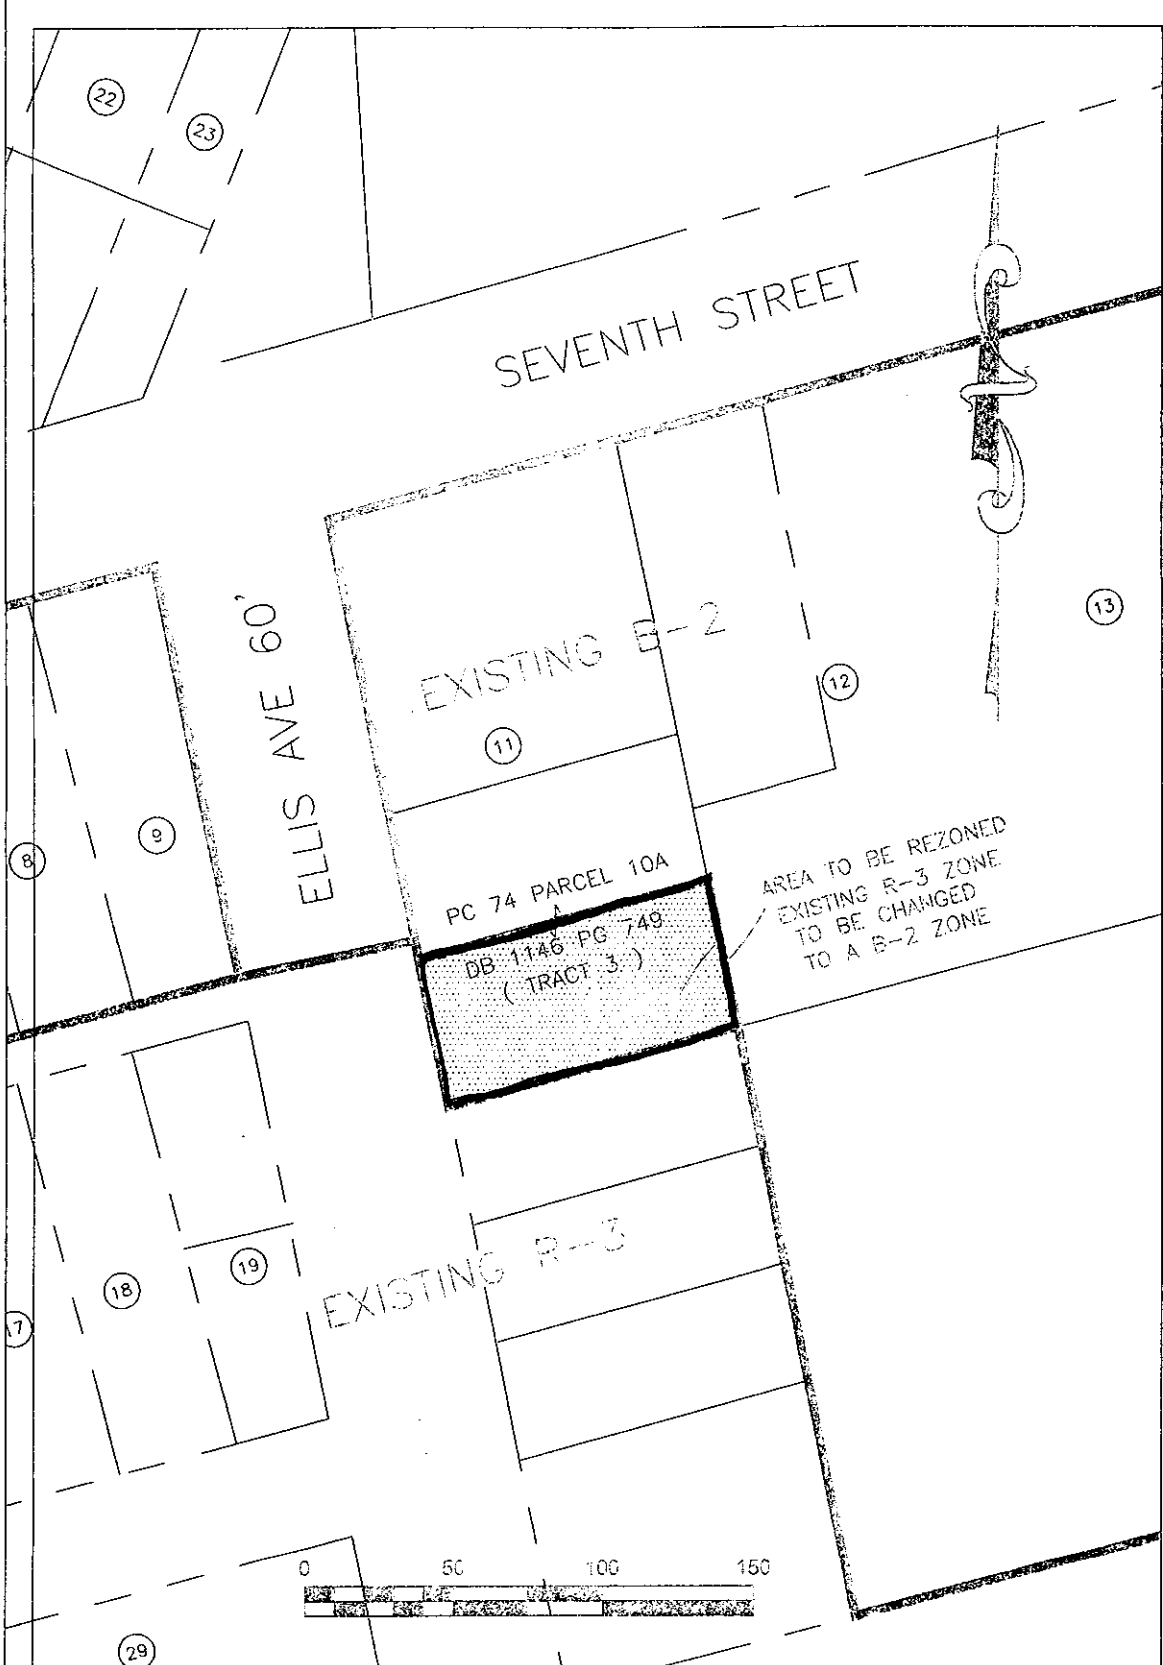 22
23
SEVENTH STREET
ELLIS AVE 60'
EXISTING B-2
13
12
11
8
9
PC 74 PARCEL 10A
DB 1146 PG 749
( TRACT 3 )
AREA TO BE REZONED
EXISTING R-3 ZONE
TO BE CHANGED
TO A B-2 ZONE
EXISTING R-3
19
18
17
0 50 100 150
29